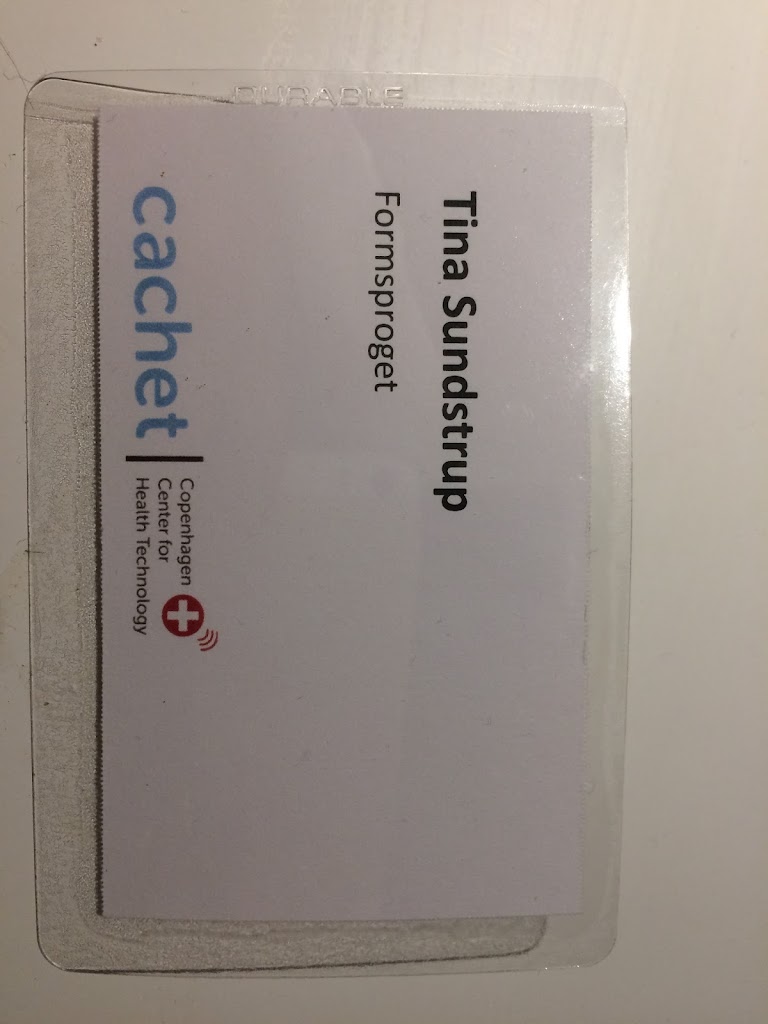 DURABLE
Tina Sundstrup
Formsproget
cachet
Copenhagen
Center for
Health Technology